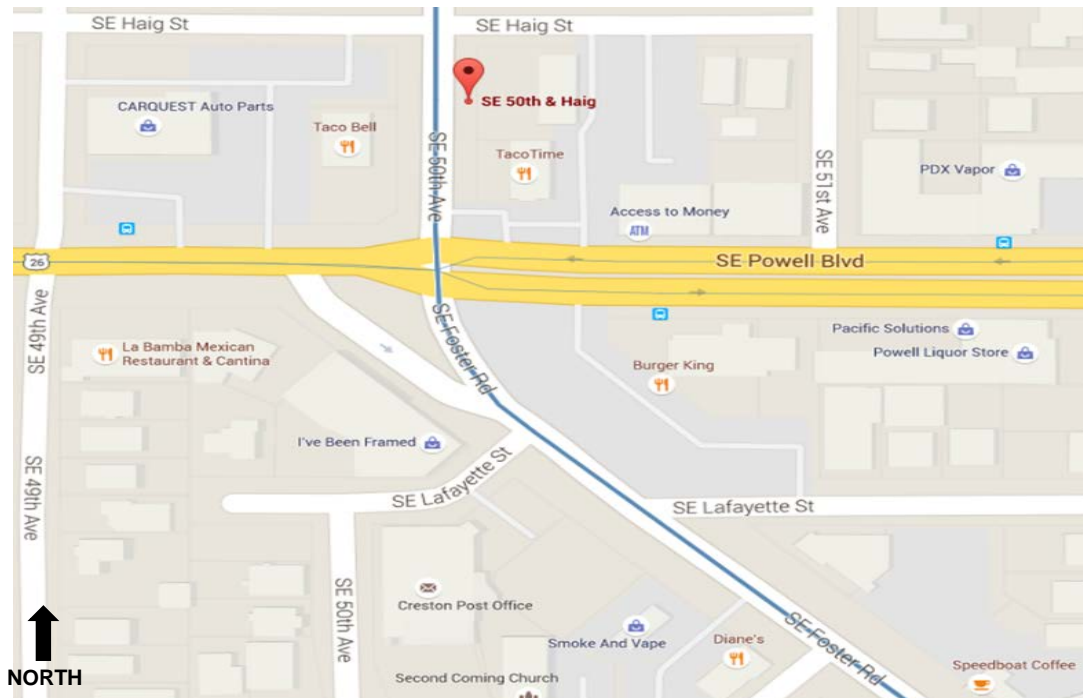 SE Haig St
SE Haig St
SE 50th & Haig
CARQUEST Auto Parts
Taco Bell
TacoTime
SE 50th Ave
SE 51st Ave
PDX Vapor
Access to Money
ATM
26
SE Powell Blvd
SE 49th Ave
SE Foster Rd
La Bamba Mexican
Restaurant & Cantina
Pacific Solutions
Powell Liquor Store
Burger King
I've Been Framed
SE 49th Ave
SE Lafayette St
SE Lafayette St
SE 50th Ave
Creston Post Office
Smoke And Vape
Diane's
SE Foster Rd
Speedboat Coffee
Second Coming Church
NORTH